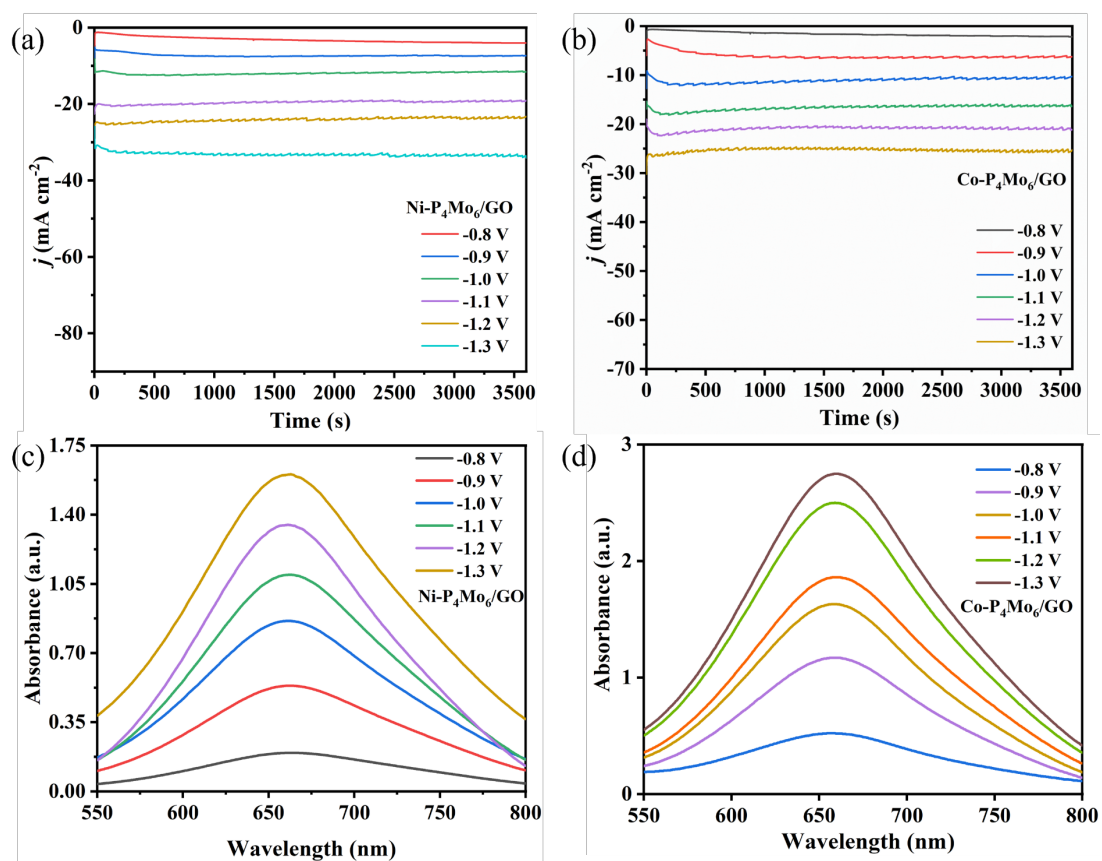 (a)
0
-20
-40
-60
-80
j (mA cm⁻²)
Ni-P₄Mo₆/GO
-0.8 V
-0.9 V
-1.0 V
-1.1 V
-1.2 V
-1.3 V
0 500 1000 1500 2000 2500 3000 3500
Time (s)
(b)
0
-10
-20
-30
-40
-50
-60
-70
j (mA cm⁻²)
Co-P₄Mo₆/GO
-0.8 V
-0.9 V
-1.0 V
-1.1 V
-1.2 V
-1.3 V
0 500 1000 1500 2000 2500 3000 3500
Time (s)
(c)
1.75
1.40
1.05
0.70
0.35
0.00
Absorbance (a.u.)
-0.8 V
-0.9 V
-1.0 V
-1.1 V
-1.2 V
-1.3 V
Ni-P₄Mo₆/GO
550 600 650 700 750 800
Wavelength (nm)
(d)
3
2
1
0
Absorbance (a.u.)
-0.8 V
-0.9 V
-1.0 V
-1.1 V
-1.2 V
-1.3 V
Co-P₄Mo₆/GO
550 600 650 700 750 800
Wavelength (nm)